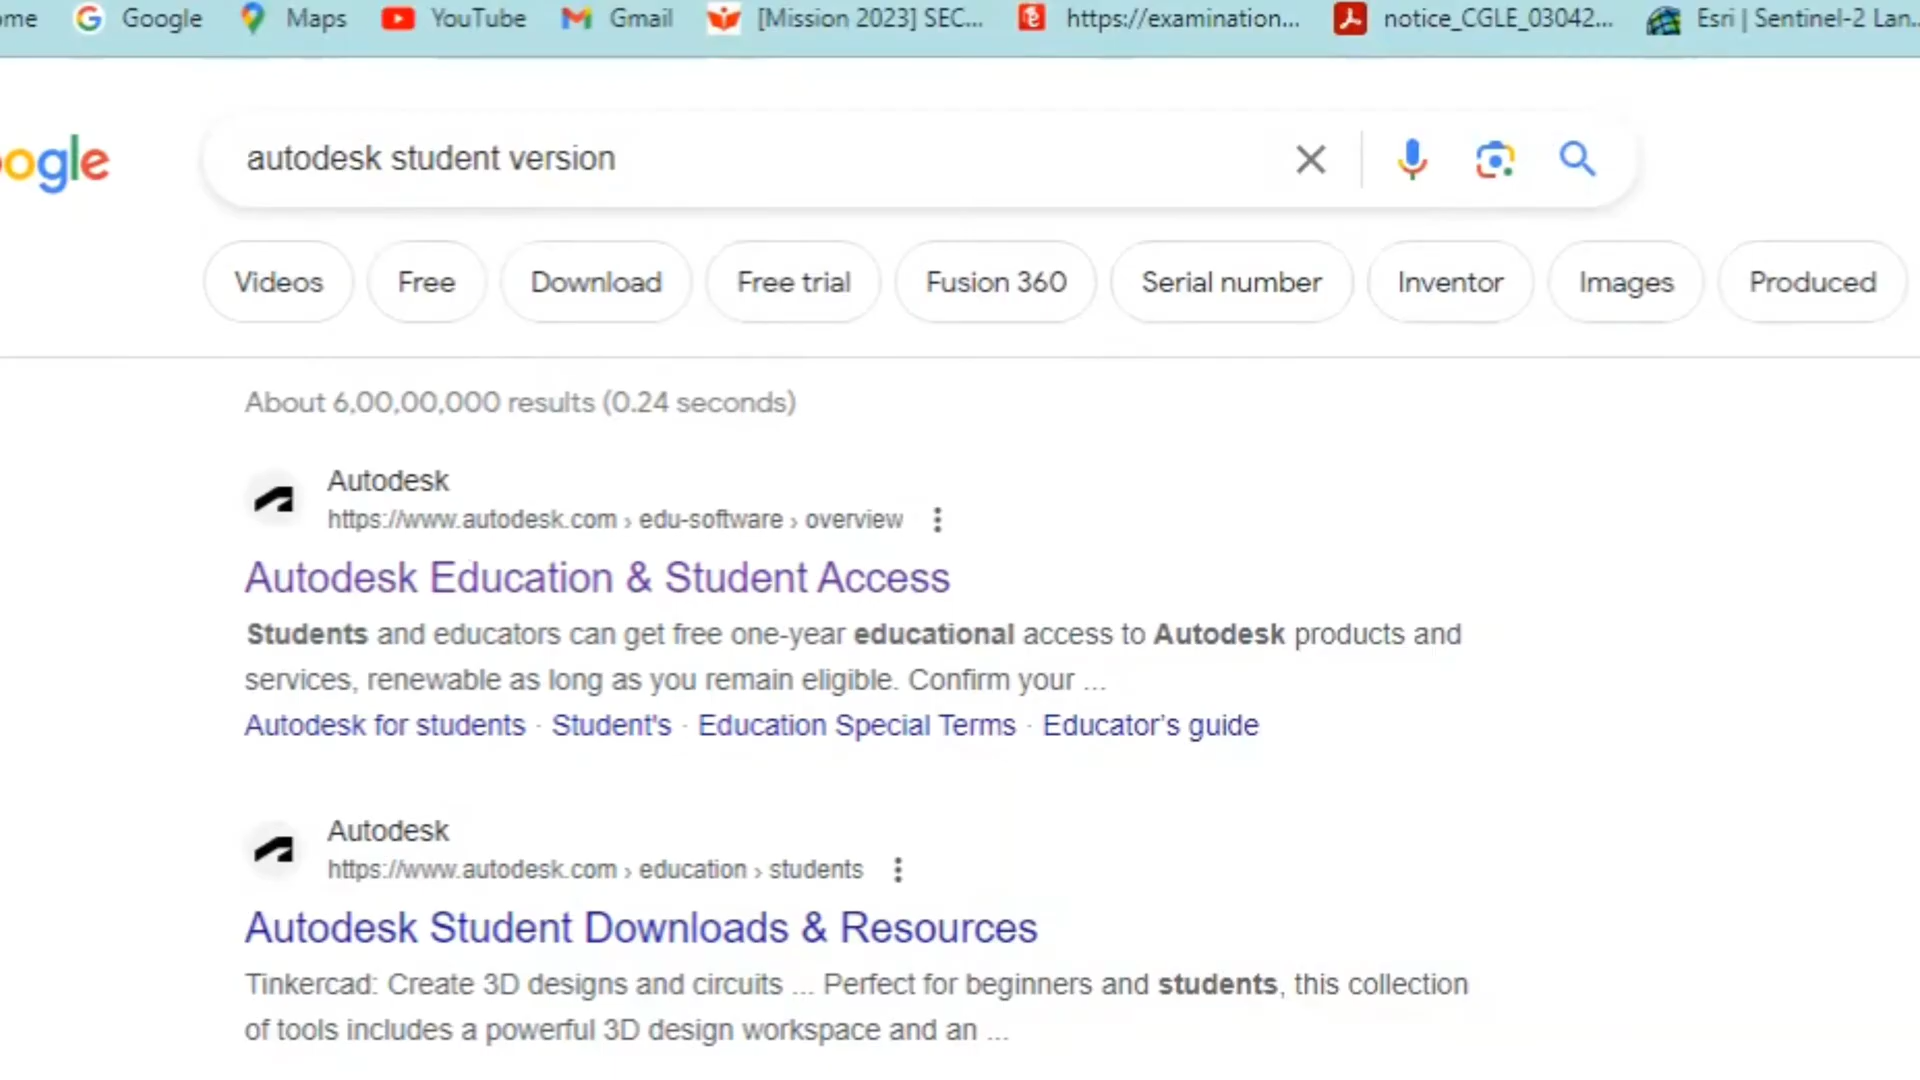 ome Google Maps YouTube Gmail [Mission 2023] SEC... https://examination... notice_CGLE_03042... Esri | Sentinel-2 Lan...
ogle autodesk student version
Videos Free Download Free trial Fusion 360 Serial number Inventor Images Produced
About 6,00,00,000 results (0.24 seconds)
Autodesk
https://www.autodesk.com › edu-software › overview
Autodesk Education & Student Access
Students and educators can get free one-year educational access to Autodesk products and
services, renewable as long as you remain eligible. Confirm your ...
Autodesk for students · Student's · Education Special Terms · Educator's guide
Autodesk
https://www.autodesk.com › education › students
Autodesk Student Downloads & Resources
Tinkercad: Create 3D designs and circuits ... Perfect for beginners and students, this collection
of tools includes a powerful 3D design workspace and an ...